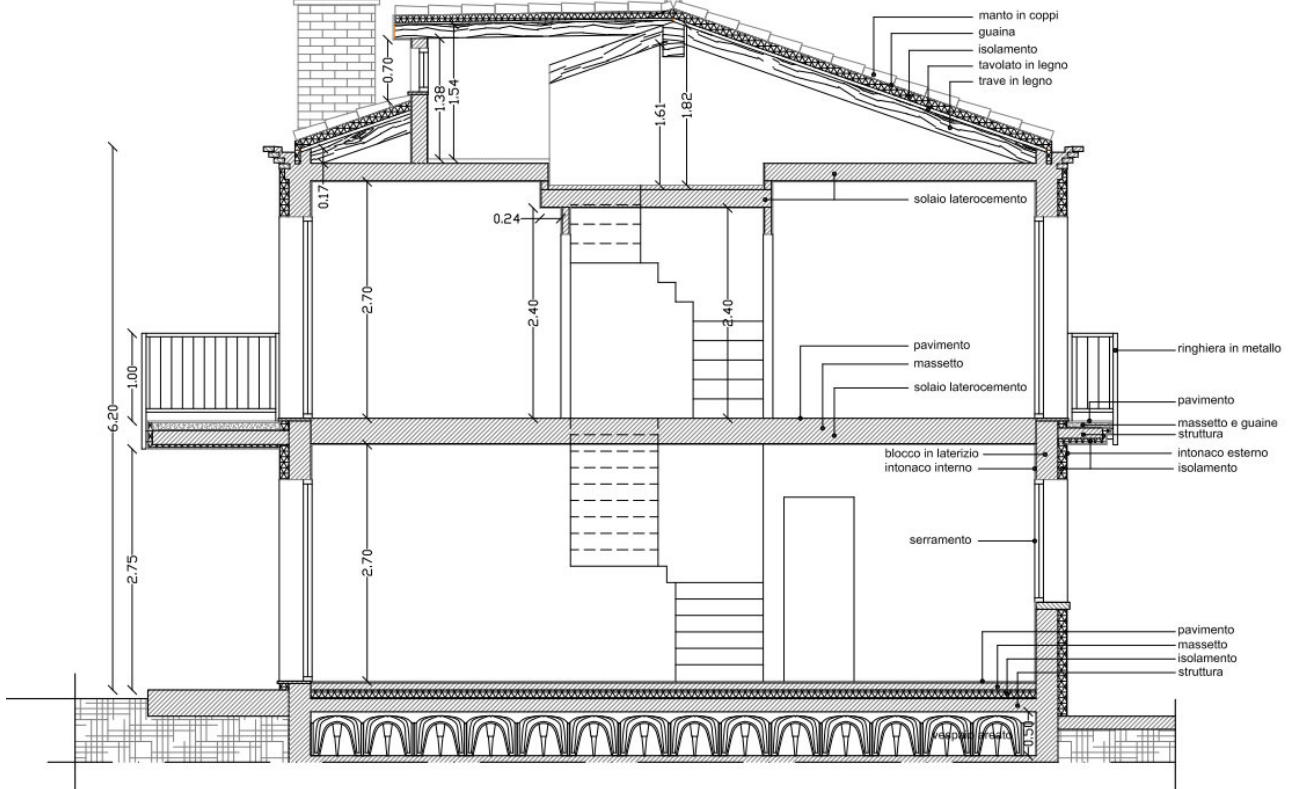 manto in coppi
guaina
isolamento
tavolato in legno
trave in legno
0.70
1.38
1.54
1.61
1.82
0.17
solaio laterocemento
0.24
2.70
2.40
2.40
pavimento
massetto
solaio laterocemento
ringhiera in metallo
pavimento
massetto e guaine
struttura
intonaco esterno
isolamento
1.00
6.20
blocco in laterizio
intonaco interno
2.75
2.70
serramento
pavimento
massetto
isolamento
struttura
vespaio areato
0.50